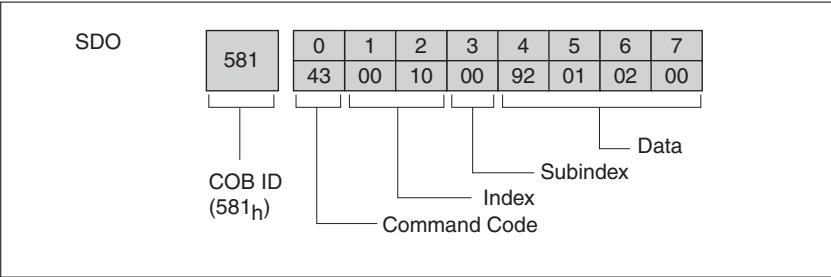 SDO
581
0 1 2 3 4 5 6 7
43 00 10 00 92 01 02 00
Data
Subindex
COB ID
(581h)
Index
Command Code